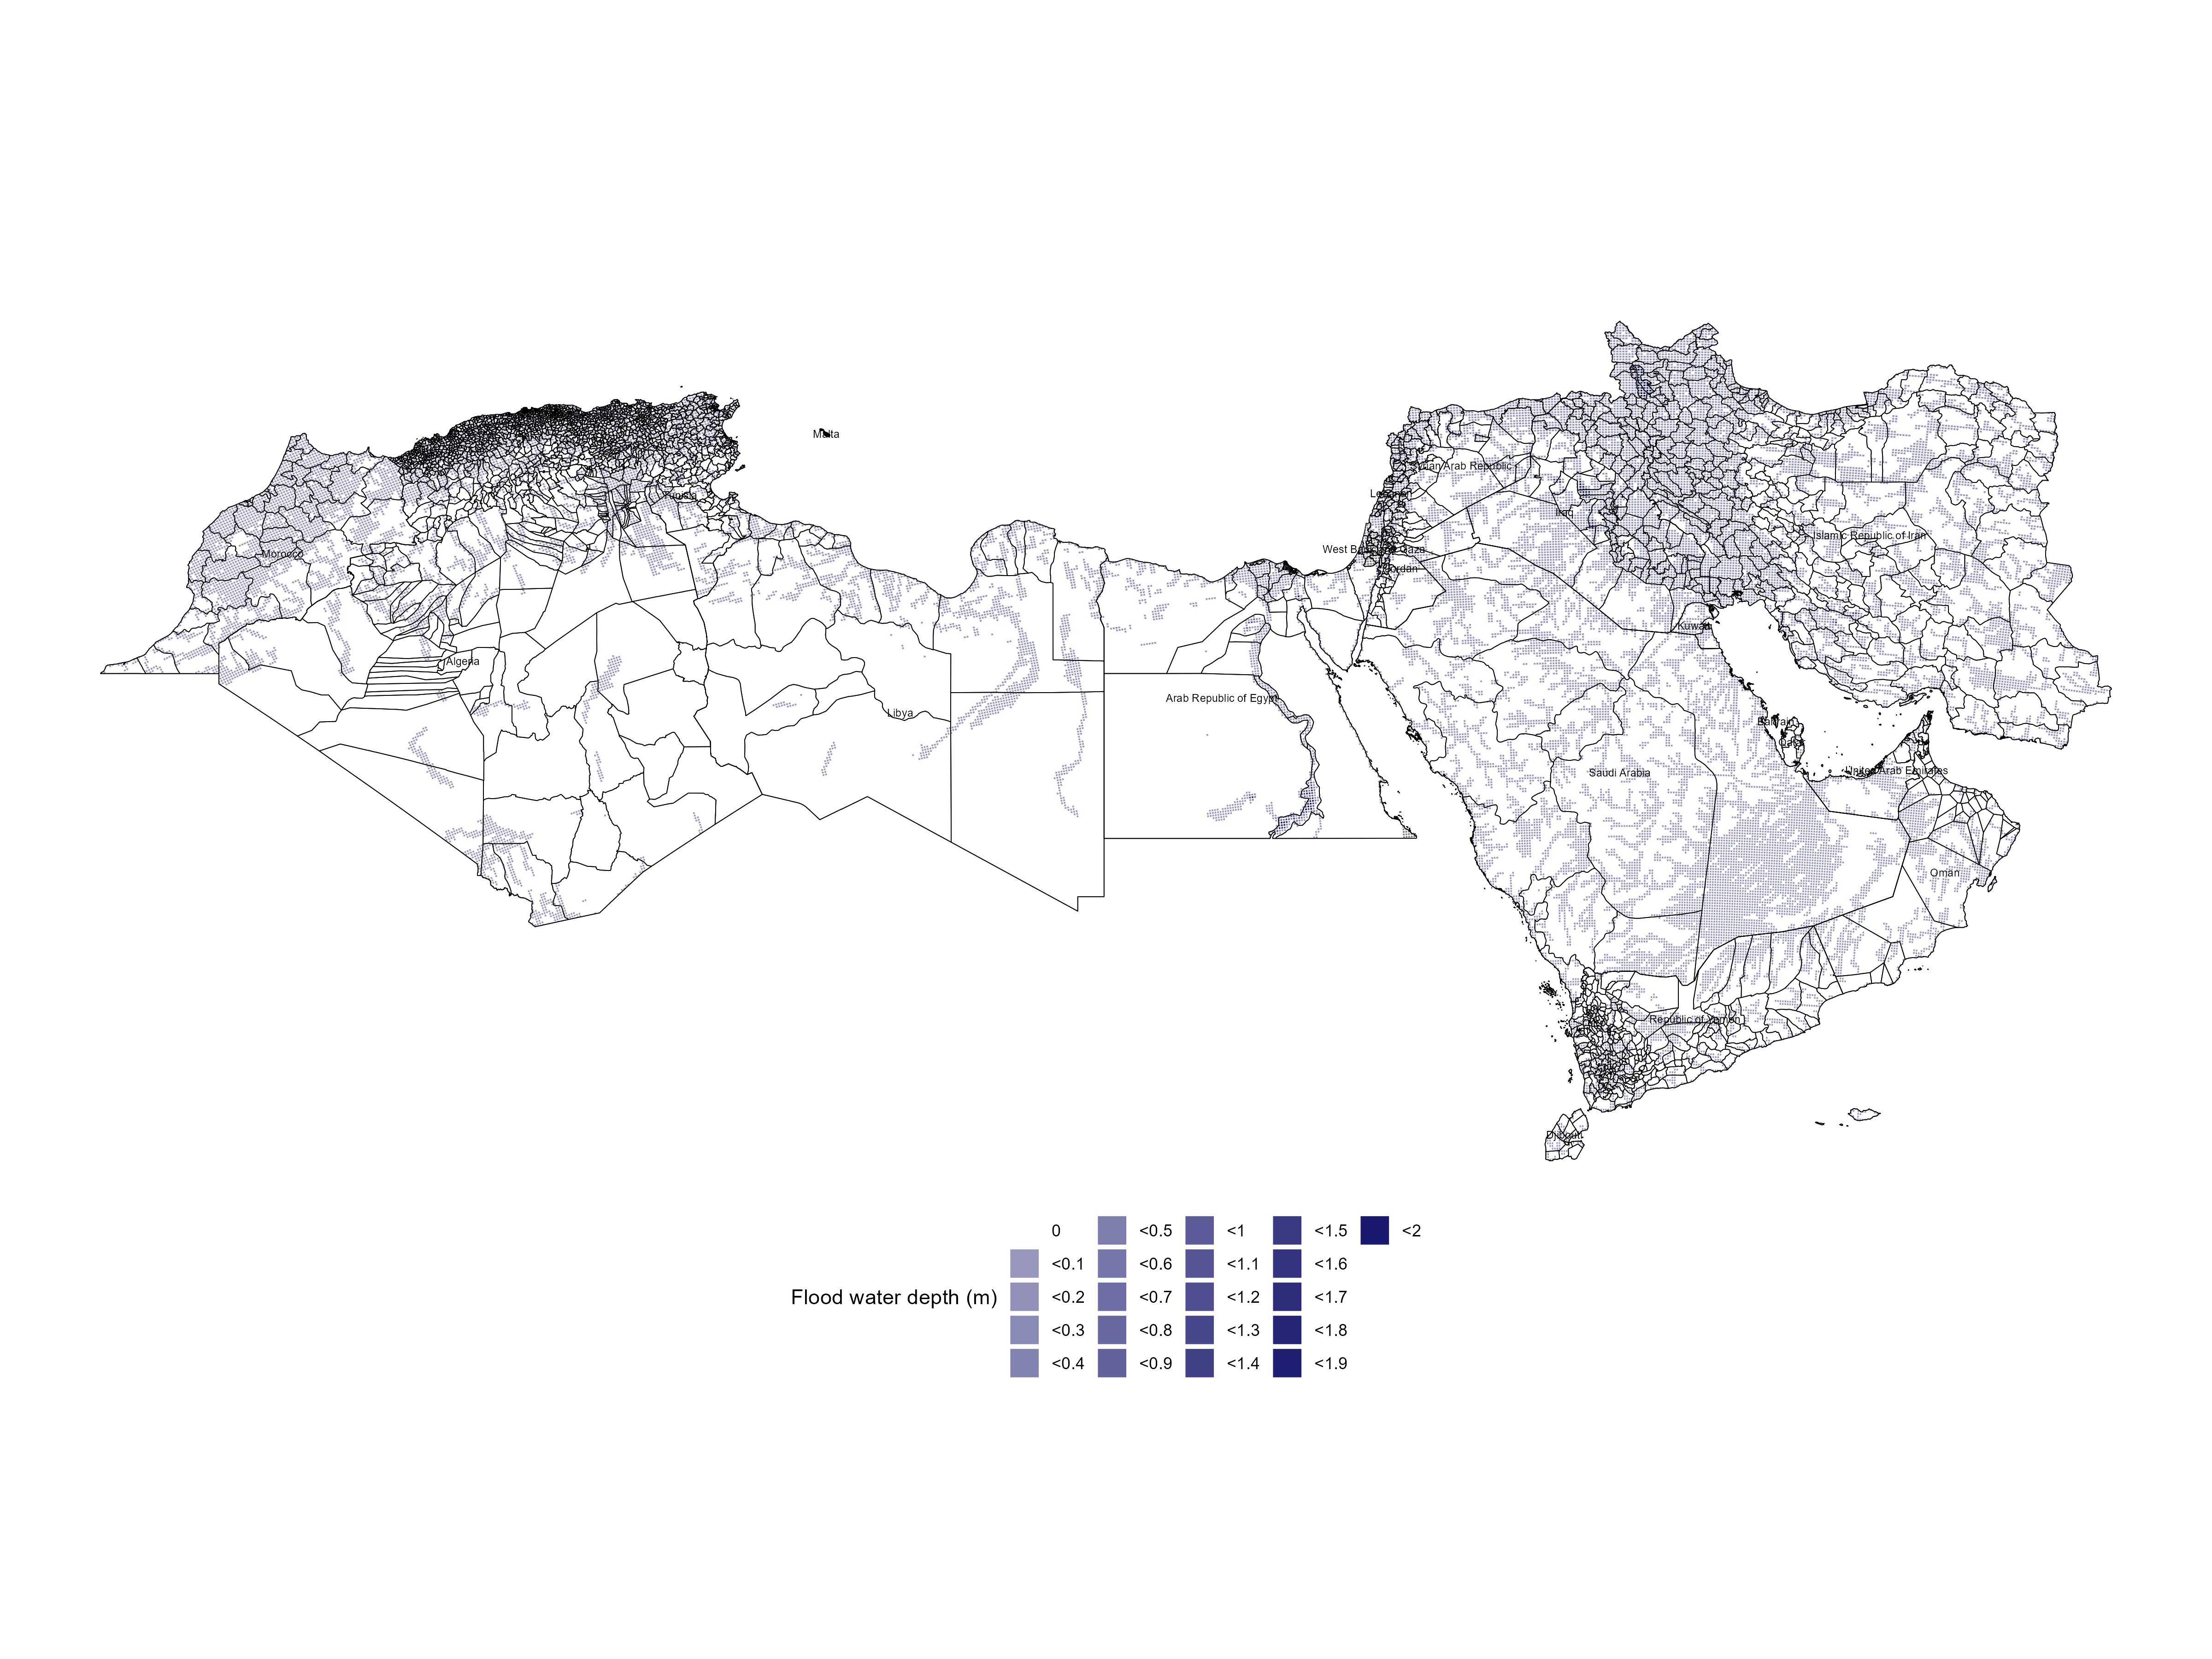 Malta
Syrian Arab Republic
Lebanon
Tunisia
Iraq
Islamic Republic of Iran
West Bank and Gaza
Morocco
Jordan
Kuwait
Algeria
Arab Republic of Egypt
Libya
Bahrain
Qatar
United Arab Emirates
Saudi Arabia
Oman
Republic of Yemen
Djibouti
Flood water depth (m)
0 <0.5 <1 <1.5 <2
<0.1 <0.6 <1.1 <1.6
<0.2 <0.7 <1.2 <1.7
<0.3 <0.8 <1.3 <1.8
<0.4 <0.9 <1.4 <1.9